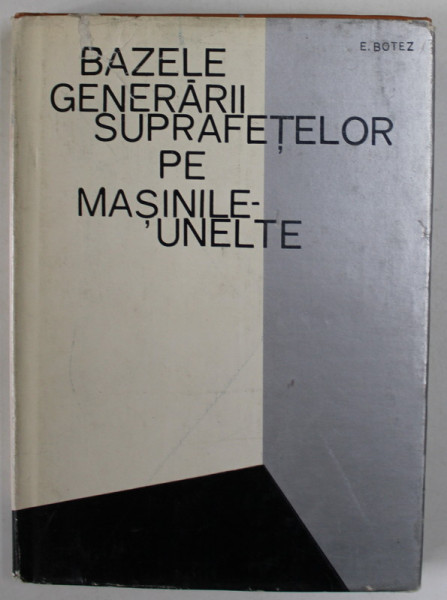 E. BOTEZ
BAZELE
GENERĂRII
SUPRAFEȚELOR
PE
MAȘINILE-
UNELTE